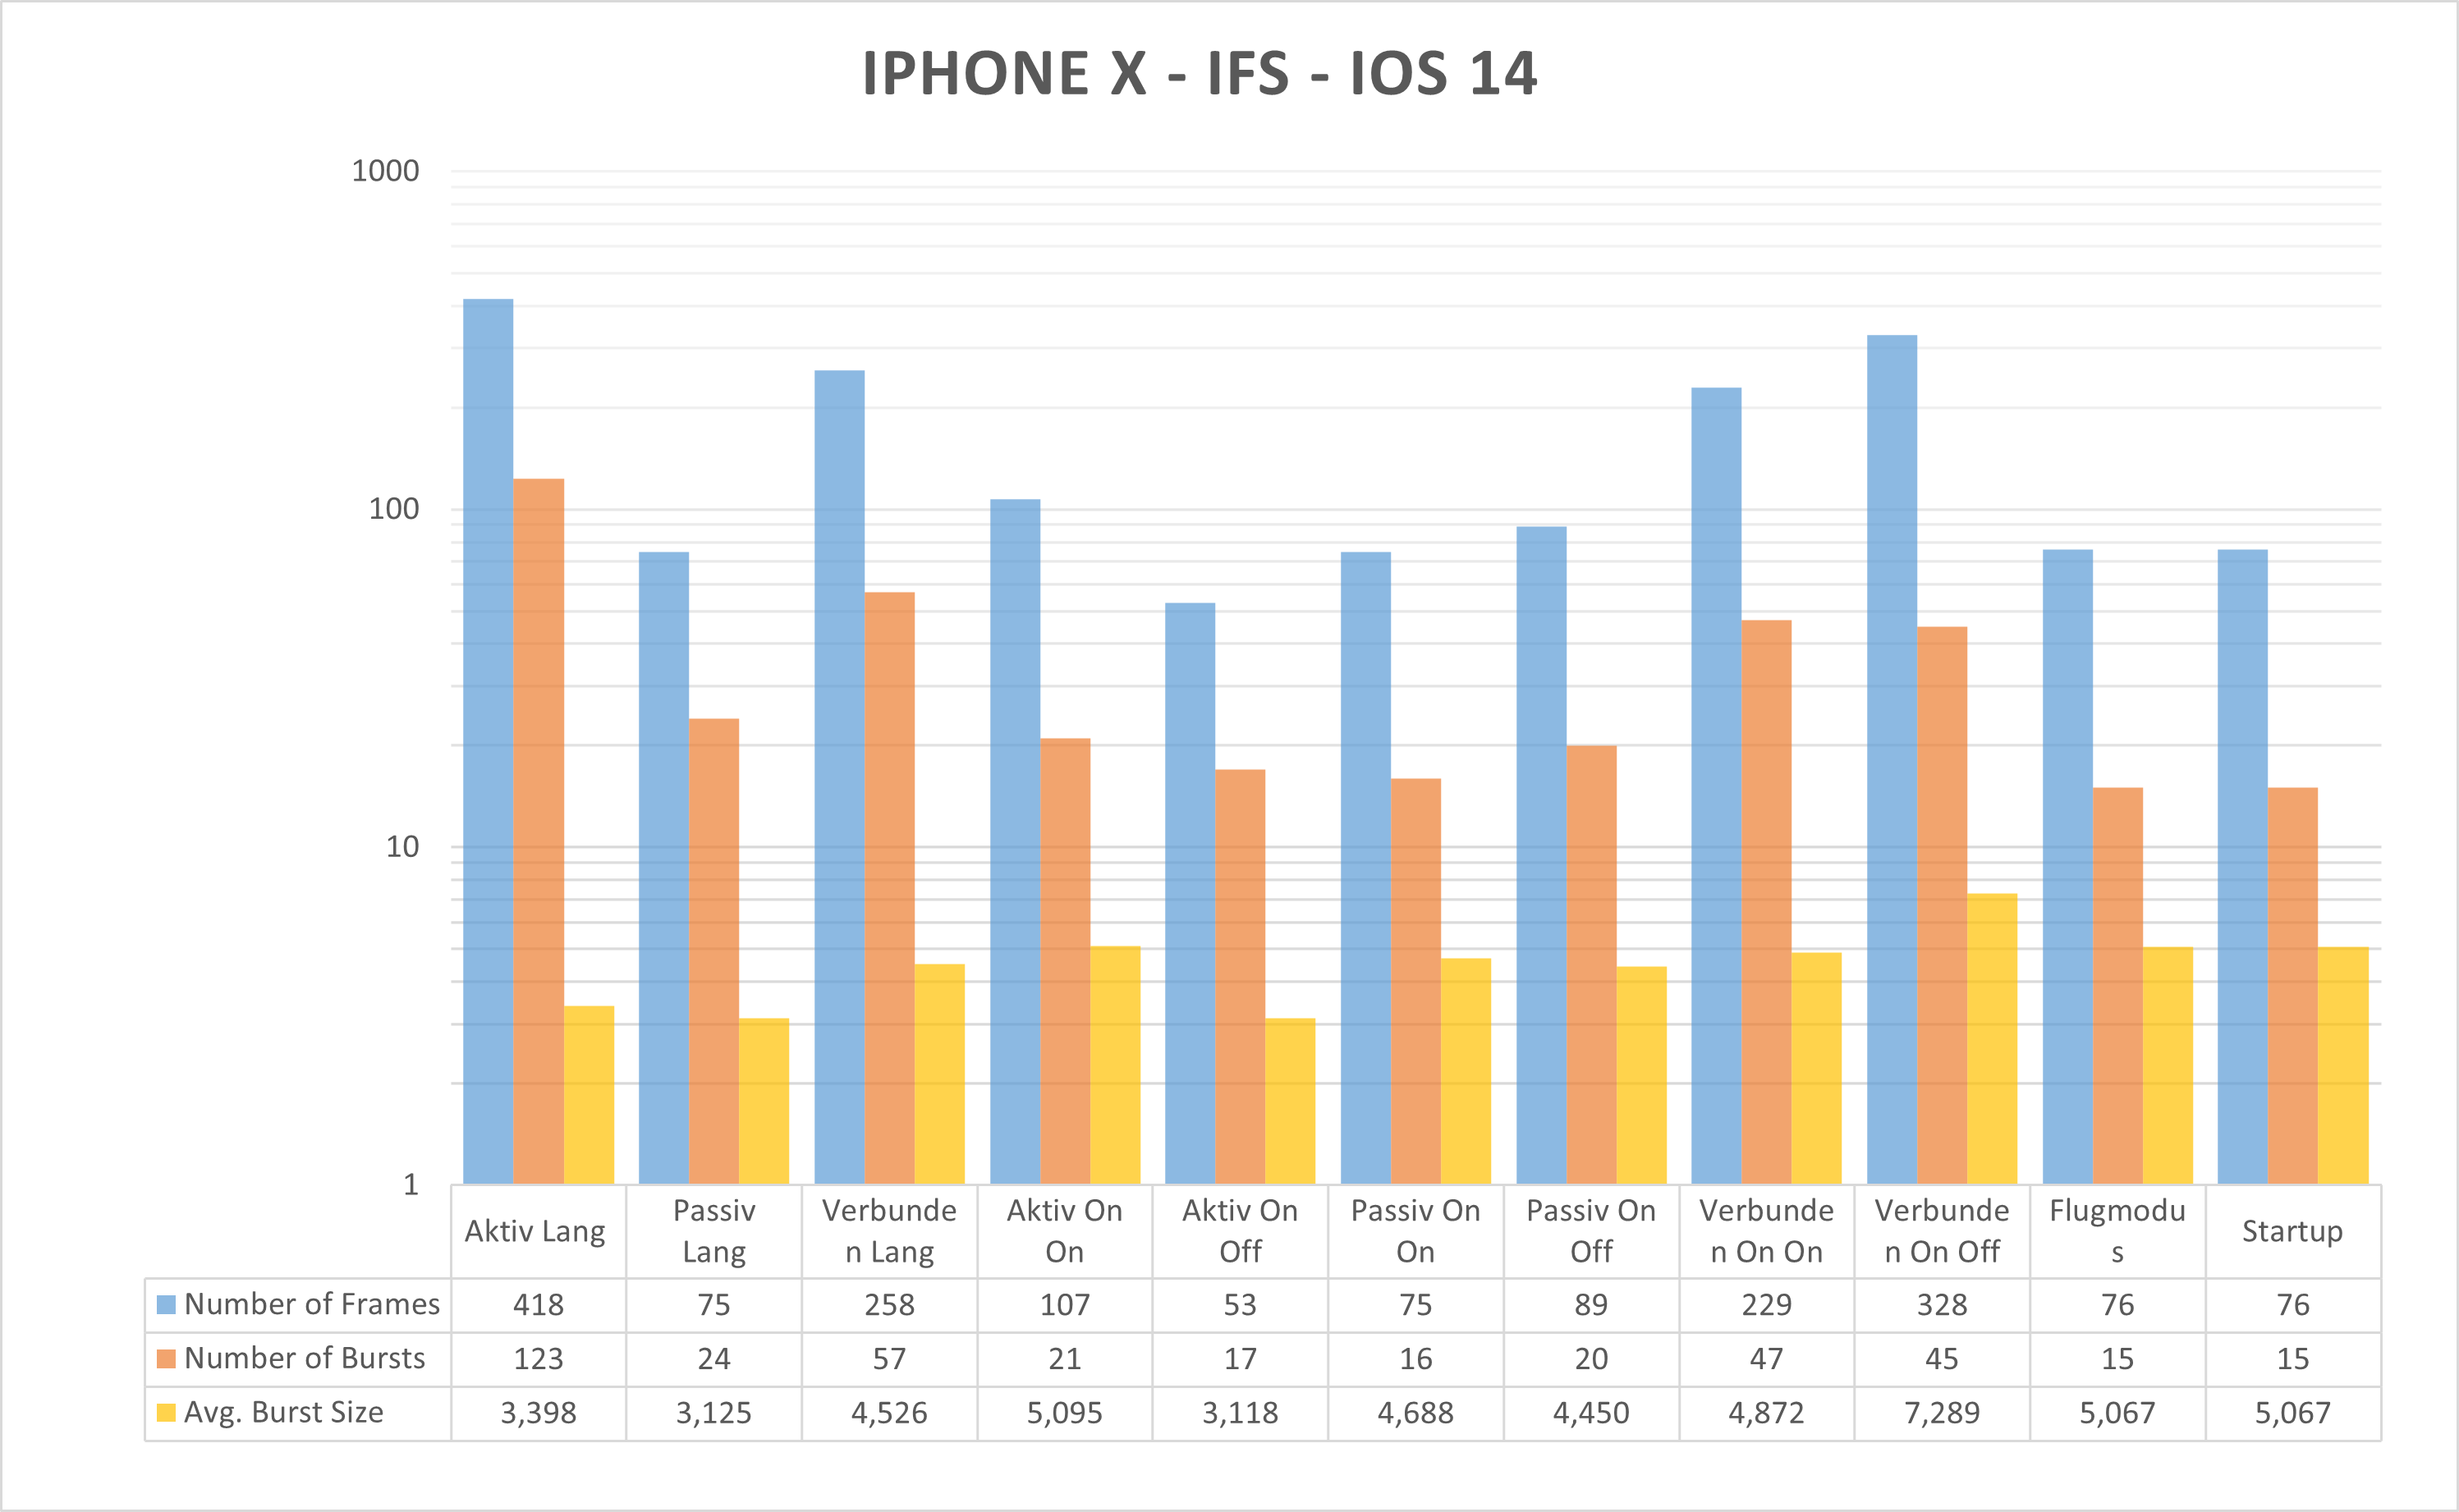 IPHONE X - IFS - IOS 14
1000
100
10
1
Aktiv Lang
Passiv
Lang
Verbunde
n Lang
Aktiv On
On
Aktiv On
Off
Passiv On
On
Passiv On
Off
Verbunde
n On On
Verbunde
n On Off
Flugmodu
s
Startup
Number of Frames 418 75 258 107 53 75 89 229 328 76 76
Number of Bursts 123 24 57 21 17 16 20 47 45 15 15
Avg. Burst Size 3,398 3,125 4,526 5,095 3,118 4,688 4,450 4,872 7,289 5,067 5,067